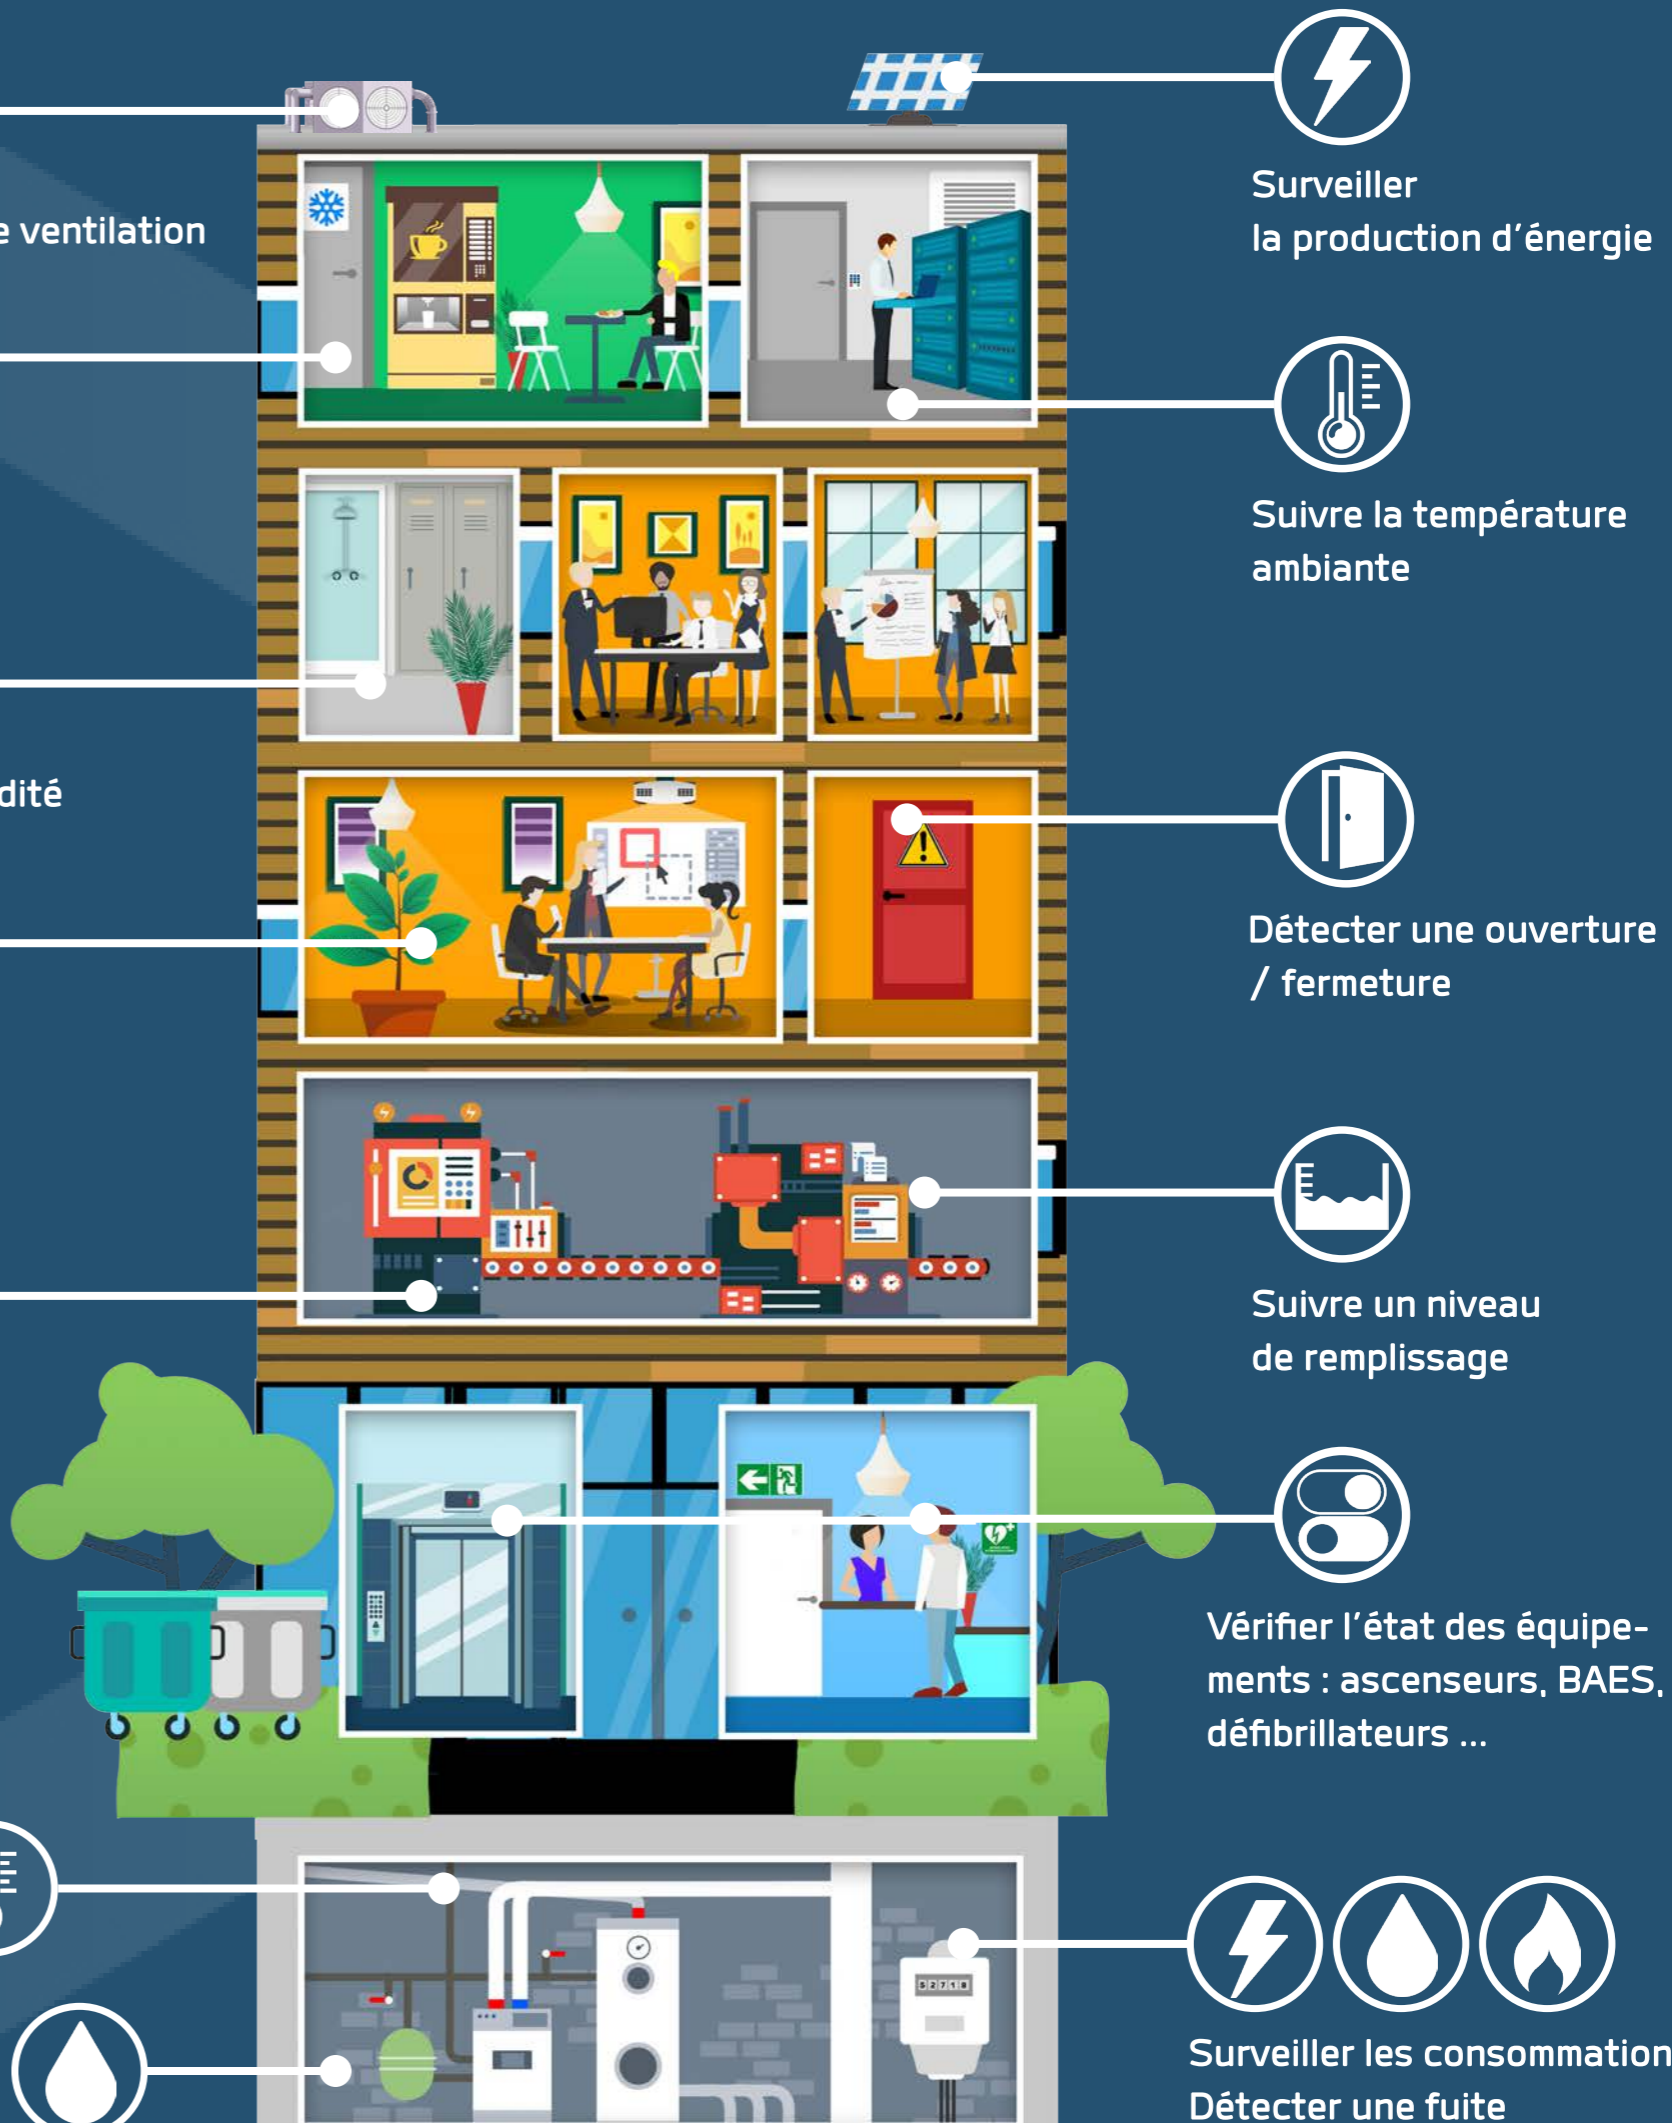 Surveiller
la production d'énergie
e ventilation
Suivre la température
ambiante
dité
Détecter une ouverture
/ fermeture
Suivre un niveau
de remplissage
Vérifier l'état des équipe-
ments : ascenseurs, BAES,
défibrillateurs ...
52718
Surveiller les consommation
Détecter une fuite